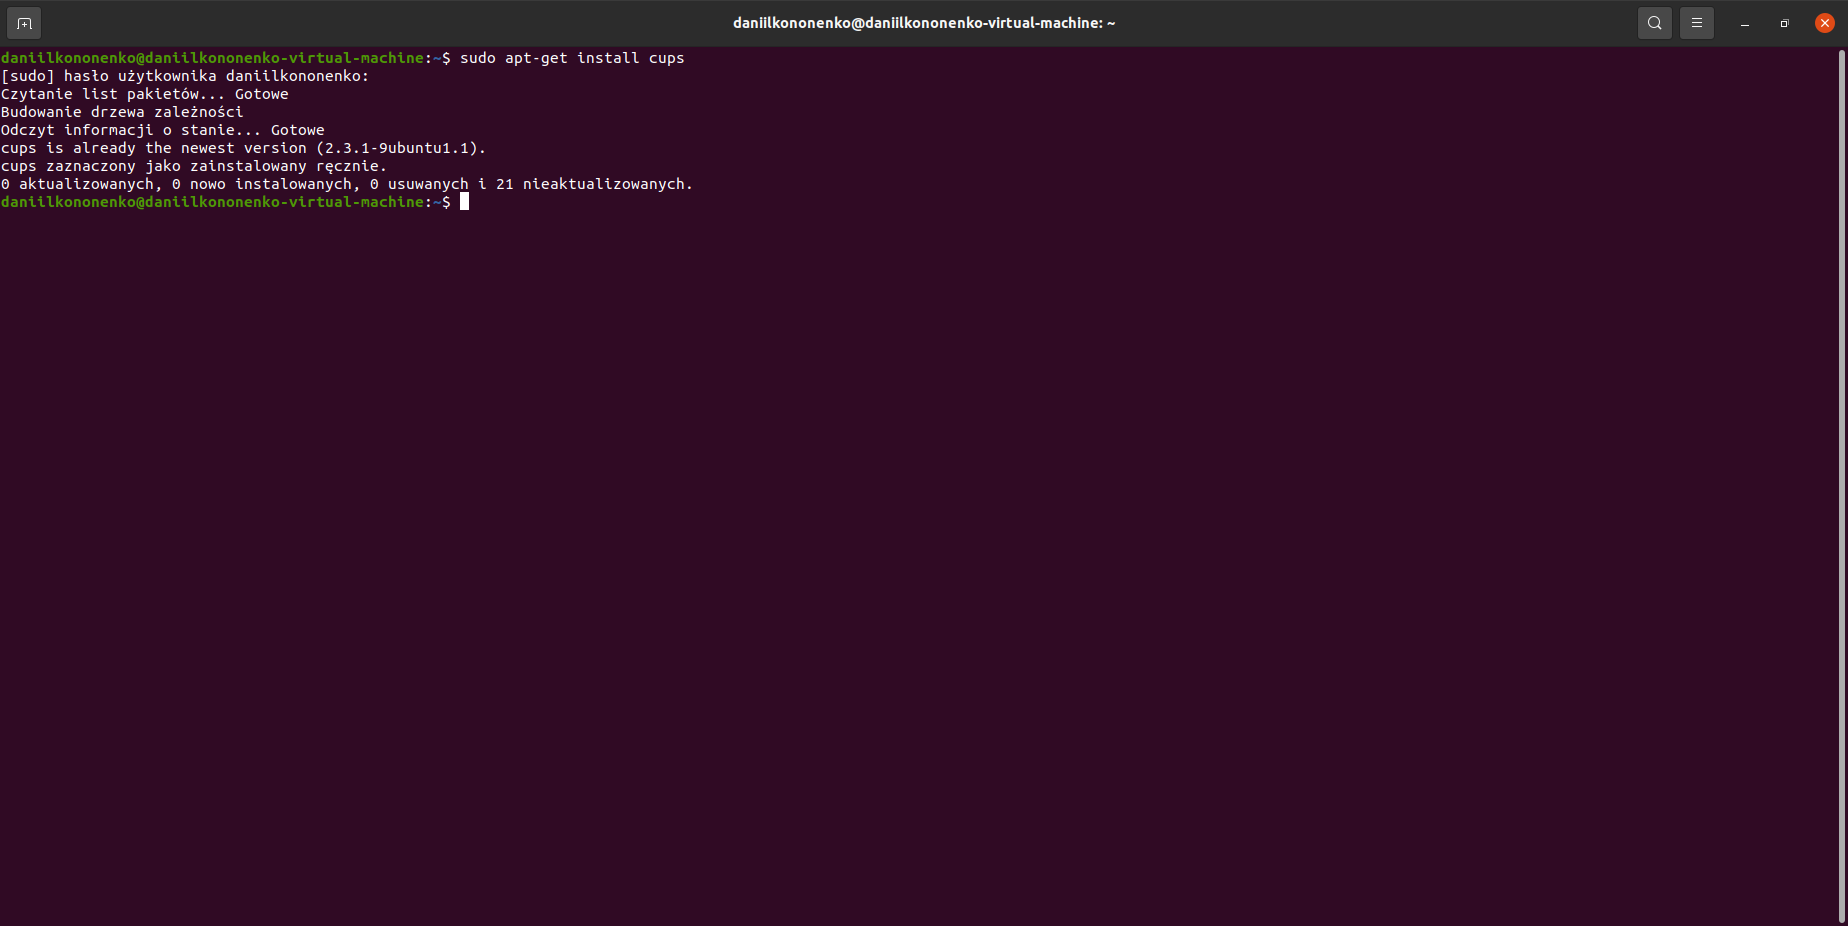 daniilkononenko@daniilkononenko-virtual-machine: ~
daniilkononenko@daniilkononenko-virtual-machine:~$ sudo apt-get install cups
[sudo] hasło użytkownika daniilkononenko:
Czytanie list pakietów... Gotowe
Budowanie drzewa zależności
Odczyt informacji o stanie... Gotowe
cups is already the newest version (2.3.1-9ubuntu1.1).
cups zaznaczony jako zainstalowany ręcznie.
0 aktualizowanych, 0 nowo instalowanych, 0 usuwanych i 21 nieaktualizowanych.
daniilkononenko@daniilkononenko-virtual-machine:~$